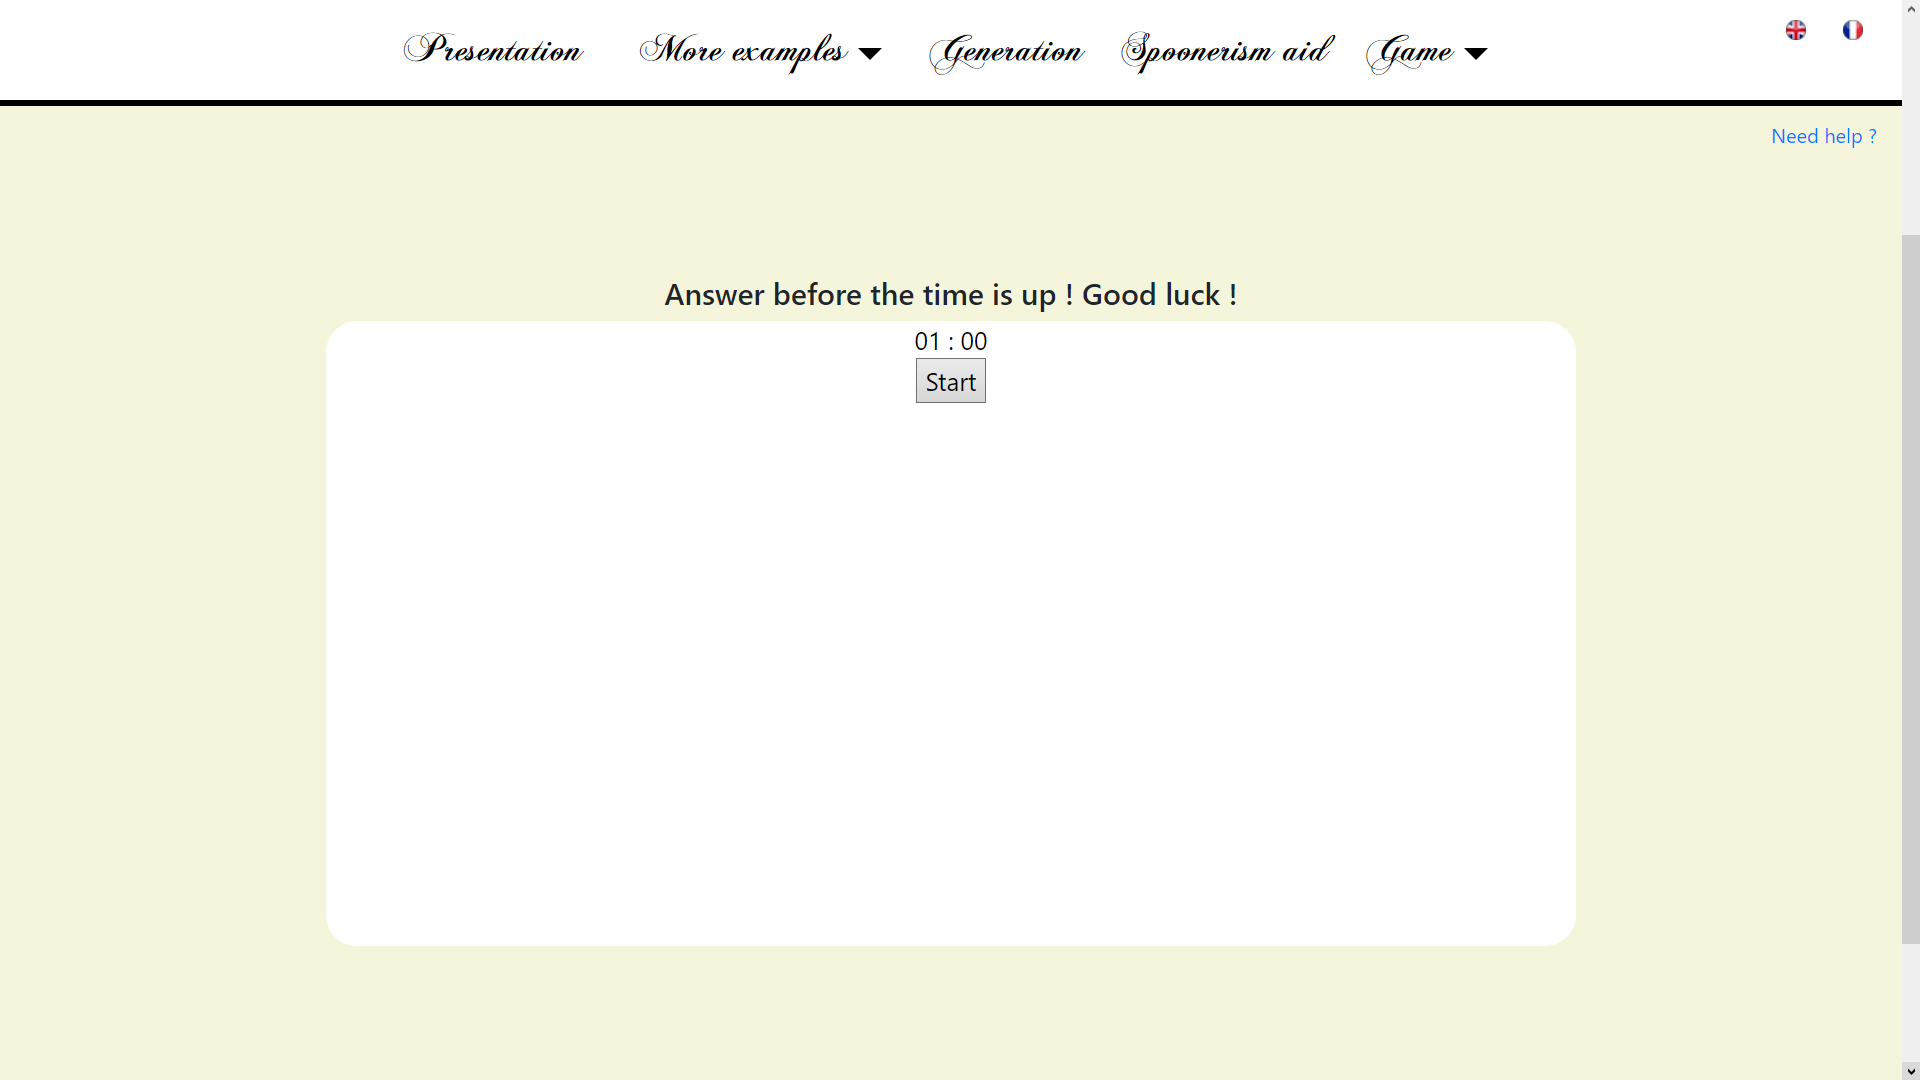 Presentation More examples Generation Spoonerism aid Game
Need help ?
Answer before the time is up ! Good luck !
01 : 00
Start